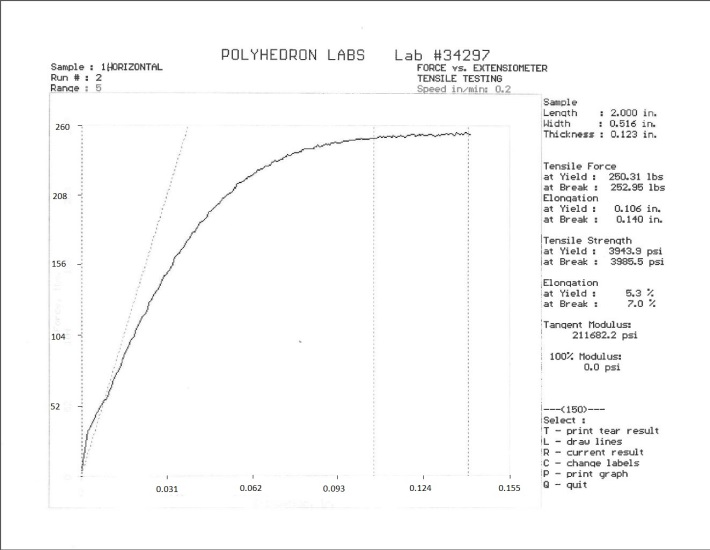 POLYHEDRON LABS Lab #34297
Sample : 1HORIZONTAL
Run # : 2
Range : 5
FORCE vs. EXTENSIOMETER
TENSILE TESTING
Speed in/min: 0.2
260
208
156
104
52
0.031 0.062 0.093 0.124 0.155
Sample
Length : 2.000 in.
Width : 0.516 in.
Thickness : 0.123 in.
Tensile Force
at Yield : 250.31 lbs
at Break : 252.95 lbs
Elongation
at Yield : 0.106 in.
at Break : 0.140 in.
Tensile Strength
at Yield : 3943.9 psi
at Break : 3985.5 psi
Elongation
at Yield : 5.3 %
at Break : 7.0 %
Tangent Modulus:
211682.2 psi
100% Modulus:
0.0 psi
---(150)---
Select :
T - print tear result
L - draw lines
R - current result
C - change labels
P - print graph
Q - quit